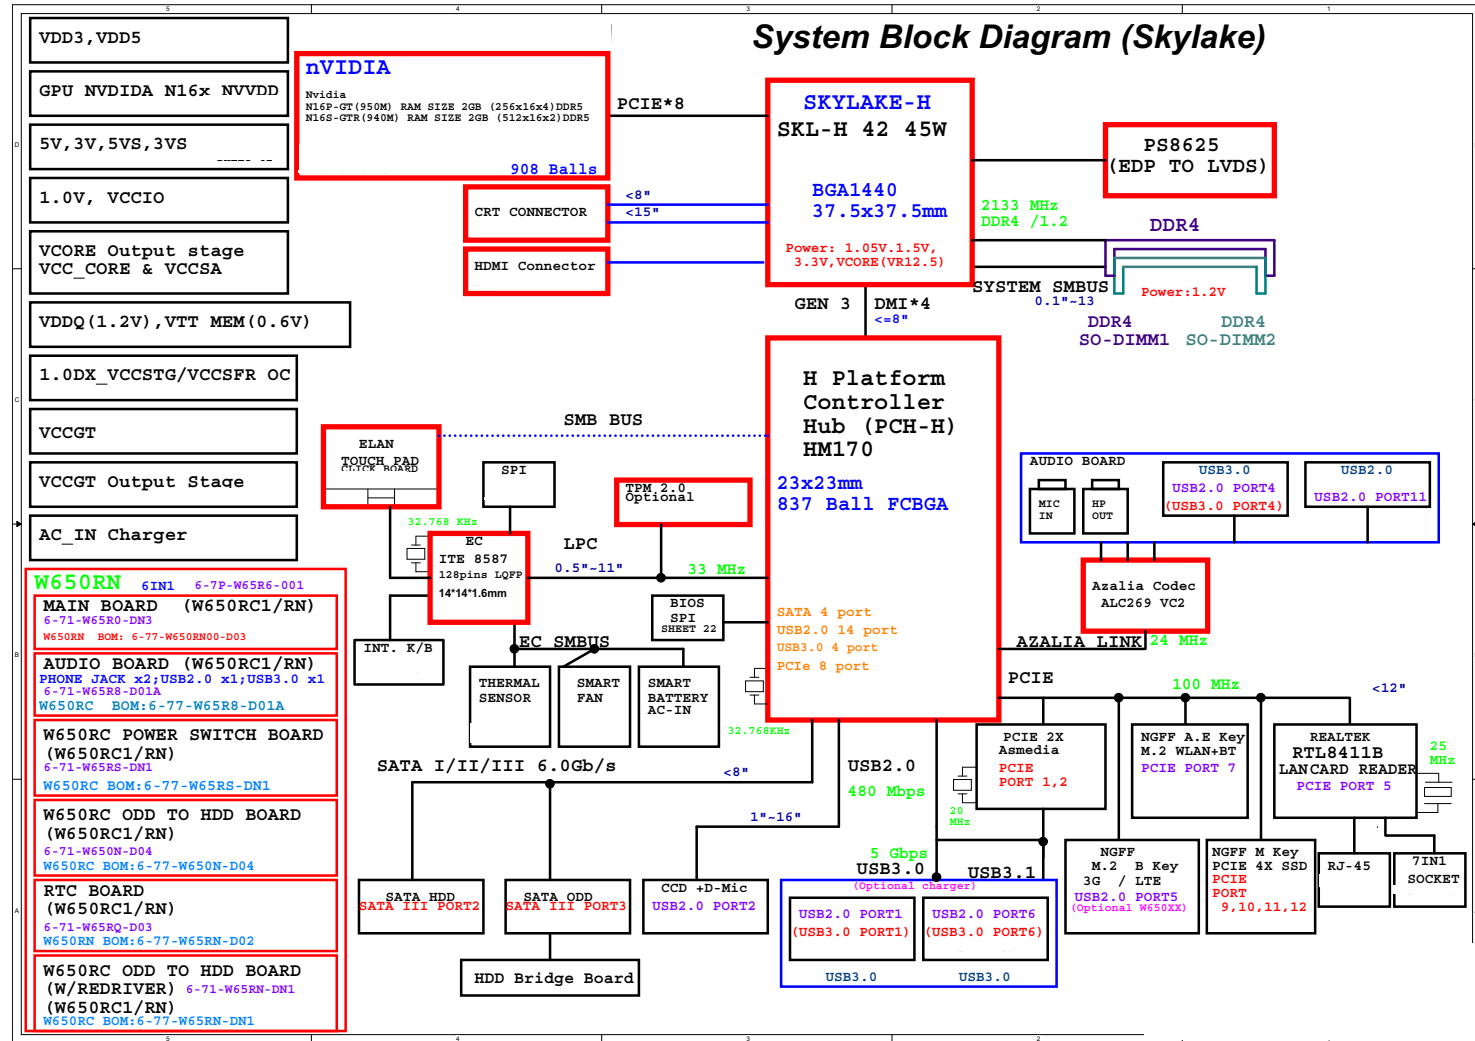 System Block Diagram (Skylake)
VDD3,VDD5
GPU NVDIDA N16x NVVDD
5V,3V,5VS,3VS
1.0V, VCCIO
VCORE Output stage
VCC_CORE & VCCSA
VDDQ(1.2V),VTT MEM(0.6V)
1.0DX_VCCSTG/VCCSFR OC
VCCGT
VCCGT Output Stage
AC_IN Charger
nVIDIA
Nvidia
N16P-GT(950M) RAM SIZE 2GB (256x16x4)DDR5
N16S-GTR(940M) RAM SIZE 2GB (512x16x2)DDR5
908 Balls
PCIE*8
CRT CONNECTOR
<8"
<15"
HDMI Connector
SKYLAKE-H
SKL-H 42 45W
BGA1440
37.5x37.5mm
Power: 1.05V.1.5V,
3.3V,VCORE(VR12.5)
PS8625
(EDP TO LVDS)
2133 MHz
DDR4 /1.2
DDR4
SYSTEM SMBUS
0.1"~13
Power:1.2V
DDR4
SO-DIMM1
DDR4
SO-DIMM2
GEN 3
DMI*4
<=8"
H Platform
Controller
Hub (PCH-H)
HM170
23x23mm
837 Ball FCBGA
SATA 4 port
USB2.0 14 port
USB3.0 4 port
PCIe 8 port
SMB BUS
ELAN
TOUCH PAD
CLICK BOARD
SPI
TPM 2.0
Optional
32.768 KHz
EC
ITE 8587
128pins LQFP
14*14*1.6mm
LPC
0.5"~11"
33 MHz
BIOS
SPI
SHEET 22
INT. K/B
EC SMBUS
THERMAL
SENSOR
SMART
FAN
SMART
BATTERY
AC-IN
32.768KHz
AUDIO BOARD
MIC
IN
HP
OUT
USB3.0
USB2.0 PORT4
(USB3.0 PORT4)
USB2.0
USB2.0 PORT11
Azalia Codec
ALC269 VC2
AZALIA LINK
24 MHz
PCIE
100 MHz
<12"
PCIE 2X
Asmedia
PCIE
PORT 1,2
20
MHz
NGFF A.E Key
M.2 WLAN+BT
PCIE PORT 7
REALTEK
RTL8411B
LANCARD READER
PCIE PORT 5
25
MHz
NGFF
M.2 B Key
3G / LTE
USB2.0 PORT5
(Optional W650XX)
NGFF M Key
PCIE 4X SSD
PCIE
PORT
9,10,11,12
RJ-45
7IN1
SOCKET
SATA I/II/III 6.0Gb/s
<8"
USB2.0
480 Mbps
1"~16"
5 Gbps
USB3.0
USB3.1
(Optional charger)
USB2.0 PORT1
(USB3.0 PORT1)
USB3.0
USB2.0 PORT6
(USB3.0 PORT6)
USB3.0
SATA HDD
SATA III PORT2
SATA ODD
SATA III PORT3
CCD +D-Mic
USB2.0 PORT2
HDD Bridge Board
W650RN 6IN1 6-7P-W65R6-001
MAIN BOARD (W650RC1/RN)
6-71-W65R0-DN3
W650RN BOM: 6-77-W650RN00-D03
AUDIO BOARD (W650RC1/RN)
PHONE JACK x2;USB2.0 x1;USB3.0 x1
6-71-W65R8-D01A
W650RC BOM:6-77-W65R8-D01A
W650RC POWER SWITCH BOARD
(W650RC1/RN)
6-71-W65RS-DN1
W650RC BOM:6-77-W65RS-DN1
W650RC ODD TO HDD BOARD
(W650RC1/RN)
6-71-W650N-D04
W650RC BOM:6-77-W650N-D04
RTC BOARD
(W650RC1/RN)
6-71-W65RQ-D03
W650RN BOM:6-77-W65RN-D02
W650RC ODD TO HDD BOARD
(W/REDRIVER) 6-71-W65RN-DN1
(W650RC1/RN)
W650RC BOM:6-77-W65RN-DN1